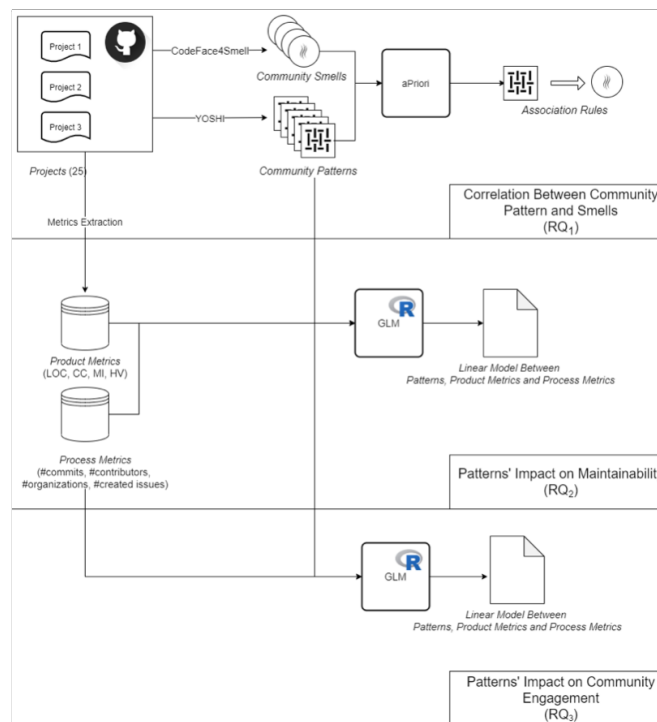 Project 1
Project 2
Project 3
CodeFace4Smell
YOSHI
Community Smells
Community Patterns
aPriori
Association Rules
Projects (25)
Metrics Extraction
Correlation Between Community
Pattern and Smells
(RQ1)
Product Metrics
(LOC, CC, MI, HV)
Process Metrics
(#commits, #contributors,
#organizations, #created issues)
R
GLM
Linear Model Between
Patterns, Product Metrics and Process Metrics
Patterns' Impact on Maintainabilit
(RQ2)
R
GLM
Linear Model Between
Patterns, Product Metrics and Process Metrics
Patterns' Impact on Community
Engagement
(RQ3)